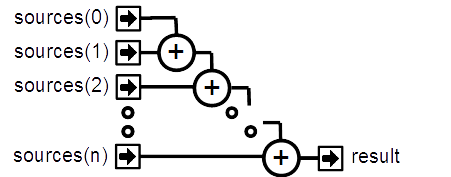 sources(0)
sources(1)
+
sources(2)
+
sources(n)
+
result